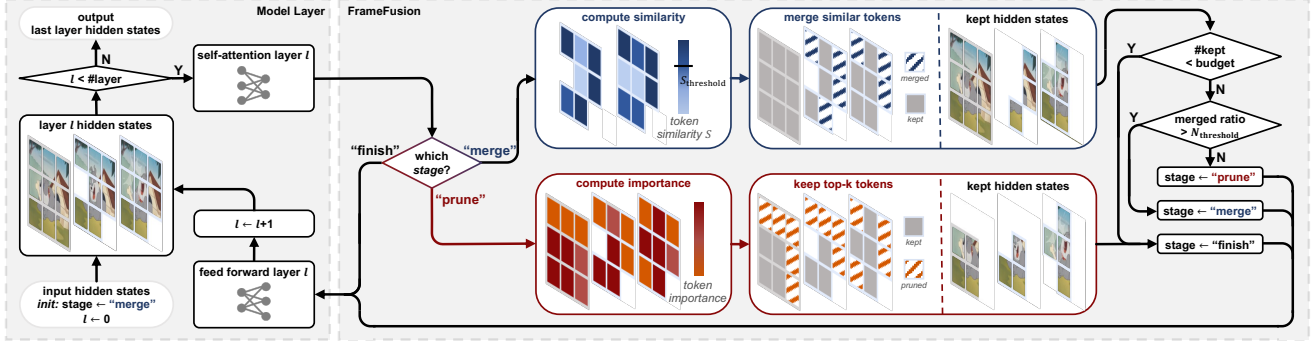 Model Layer
output
last layer hidden states
N
l < #layer
Y
self-attention layer l
layer l hidden states
l ← l+1
input hidden states
init: stage ← “merge”
l ← 0
feed forward layer l
FrameFusion
“finish”
which
stage?
“merge”
“prune”
compute similarity
S_threshold
token
similarity S
merge similar tokens
merged
kept
kept hidden states
compute importance
token
importance
keep top-k tokens
kept
pruned
kept hidden states
Y
#kept
< budget
N
Y
merged ratio
> N_threshold
N
stage ← “prune”
stage ← “merge”
stage ← “finish”